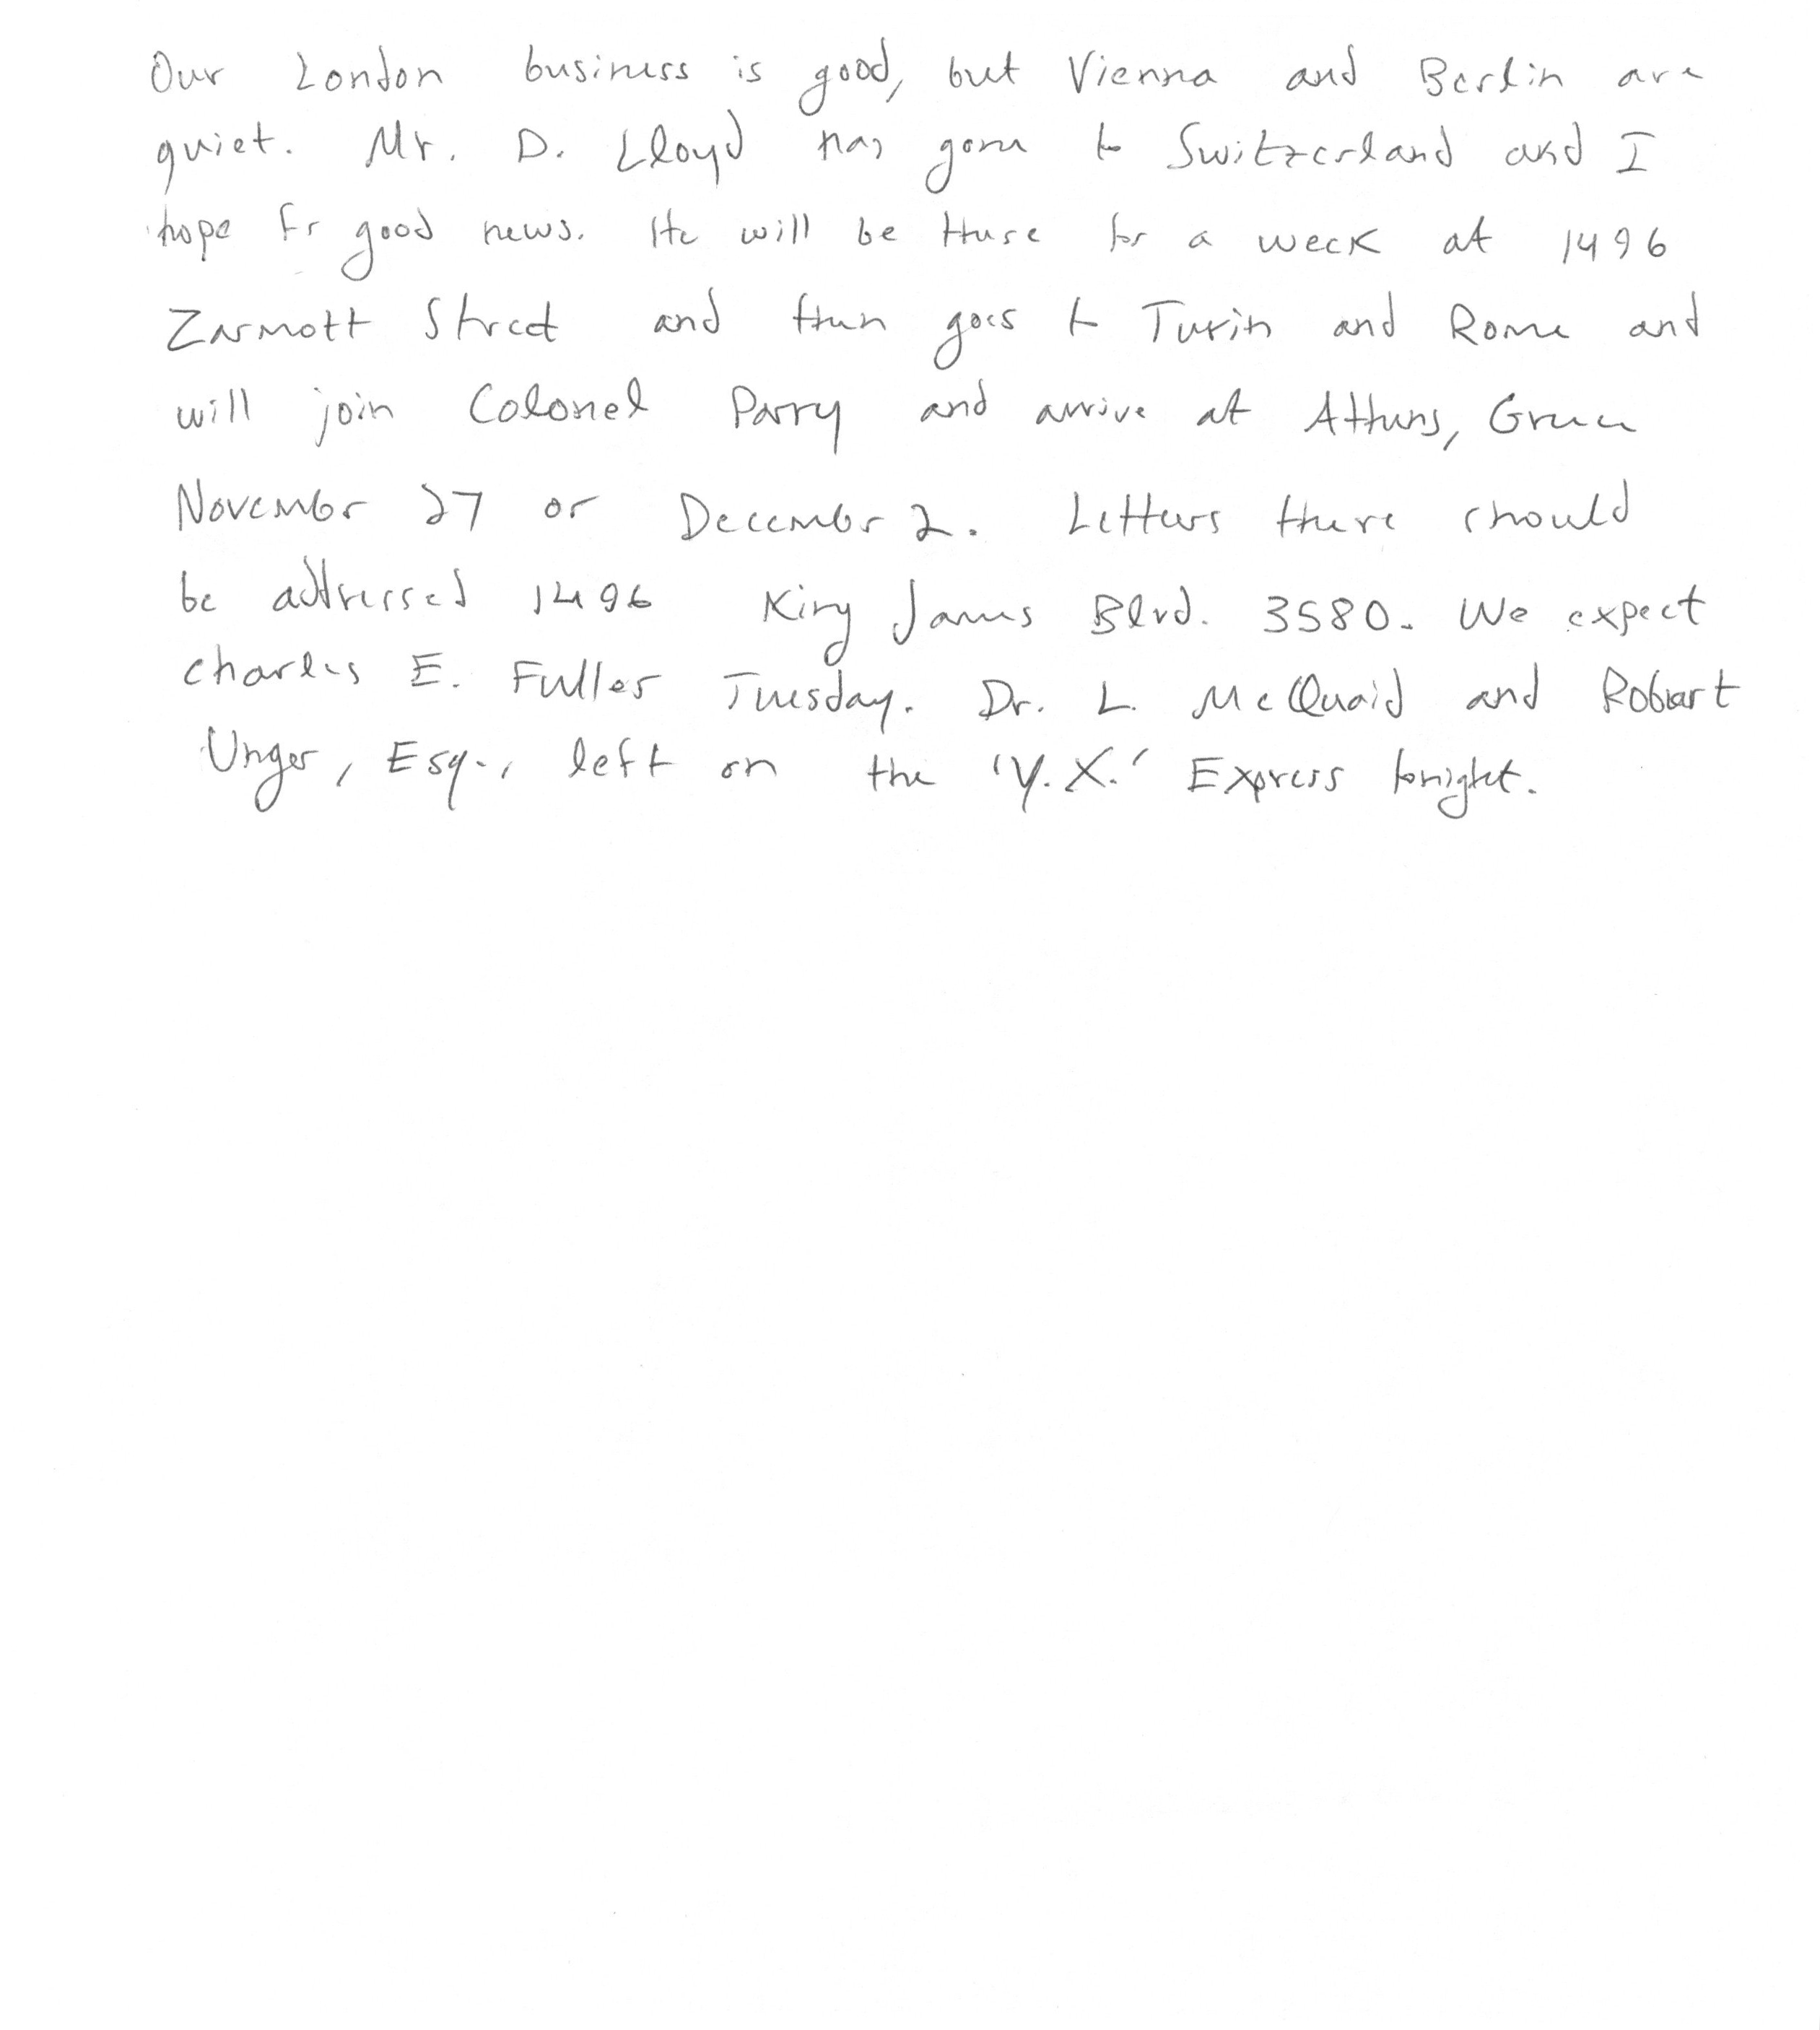 Our London business is good, but Vienna and Berlin are
quiet. Mr. D. Lloyd has gone to Switzerland and I
hope for good news. He will be there for a week at 1496
Zarmott Street and then goes to Turin and Rome and
will join Colonel Parry and arrive at Athens, Greece
November 27 or December 2. Letters there should
be addressed 1496 King James Blvd. 3580. We expect
Charles E. Fuller Tuesday. Dr. L. McQuaid and Robert
Unger, Esq., left on the 'Y.X.' Express tonight.